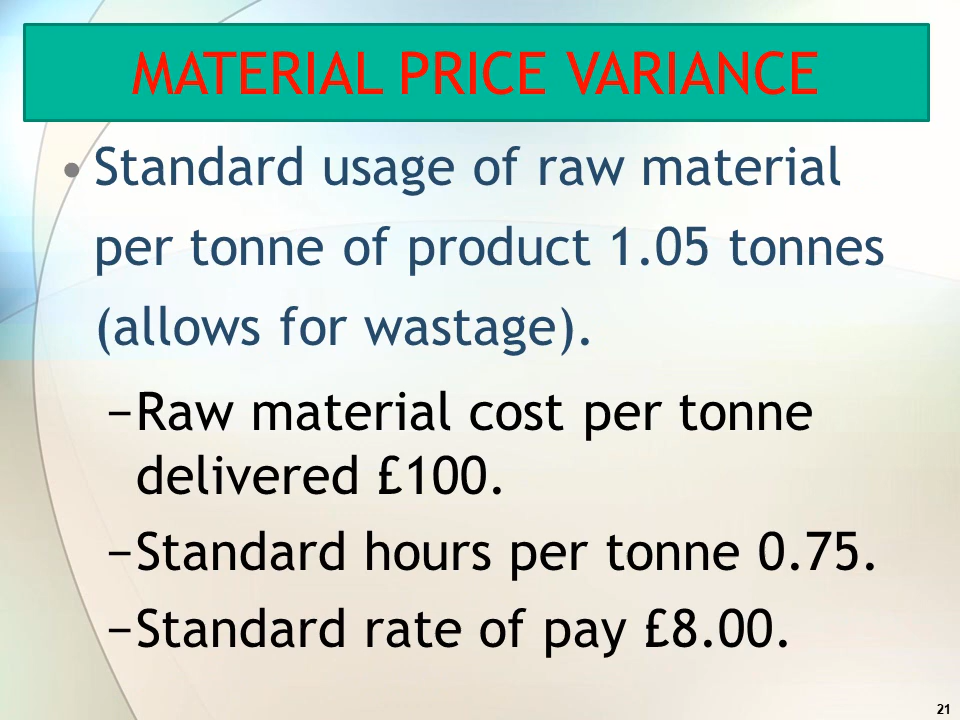 MATERIAL PRICE VARIANCE
• Standard usage of raw material
per tonne of product 1.05 tonnes
(allows for wastage).
–Raw material cost per tonne
delivered £100.
–Standard hours per tonne 0.75.
–Standard rate of pay £8.00.
21